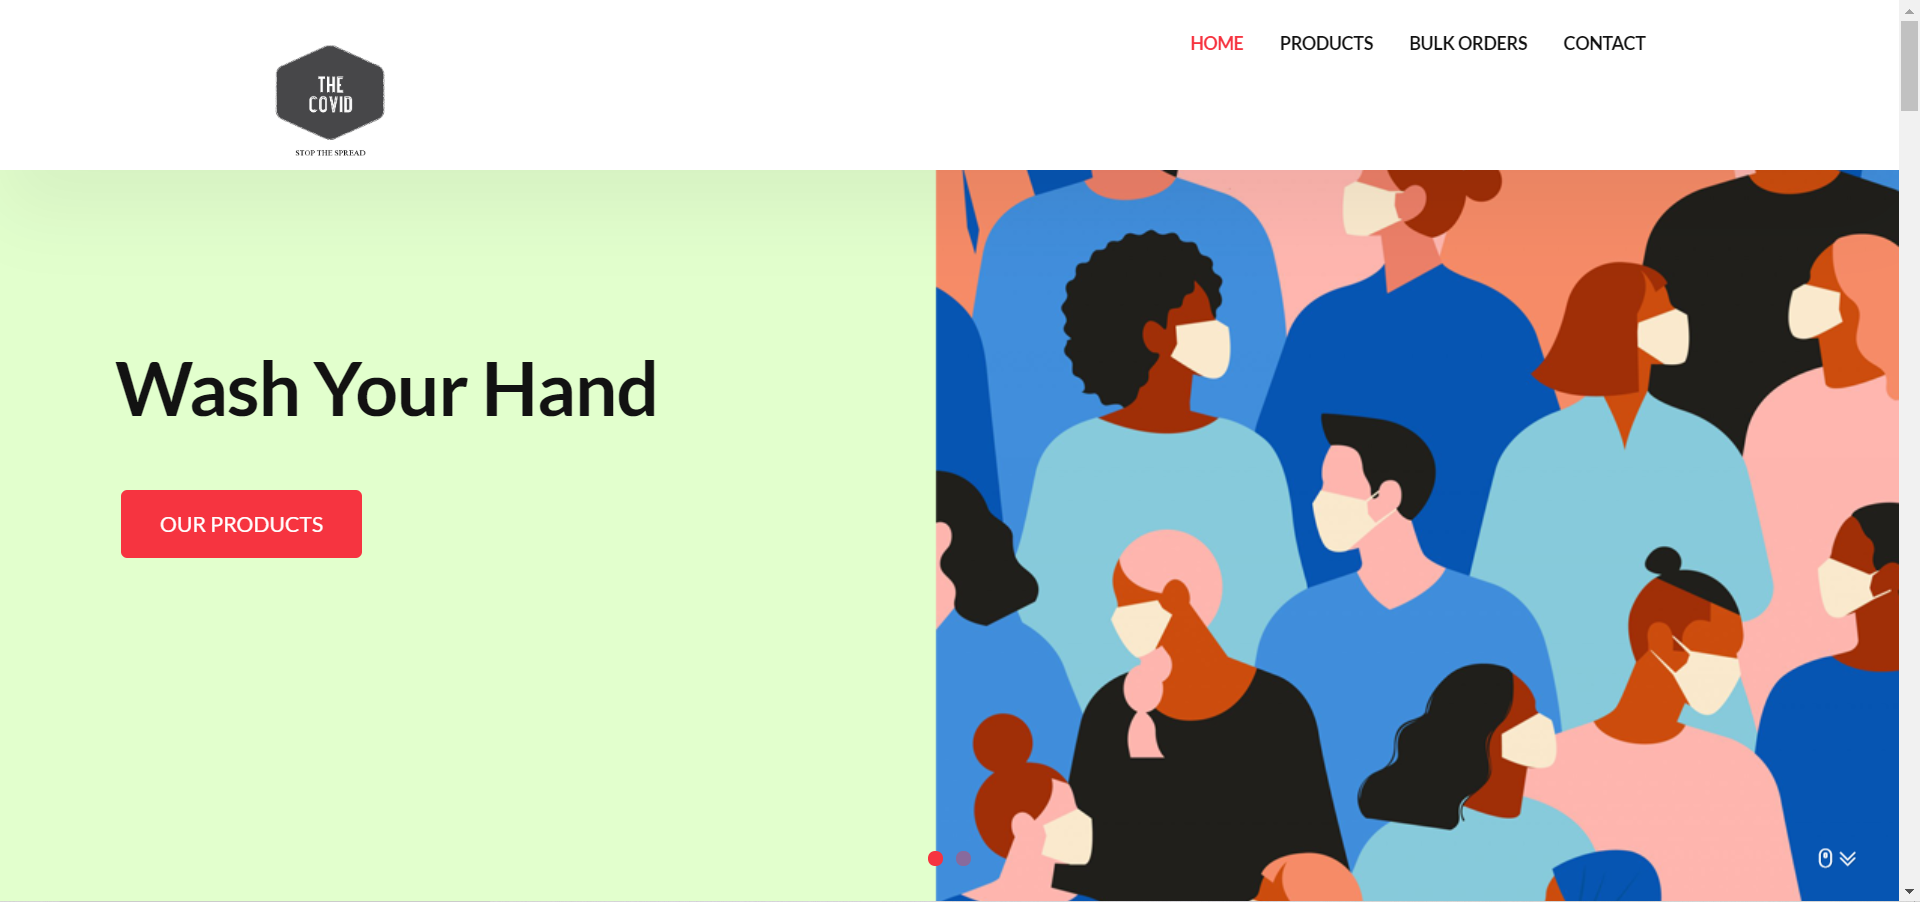 THE
COVID
STOP THE SPREAD
HOME PRODUCTS BULK ORDERS CONTACT
Wash Your Hand
OUR PRODUCTS